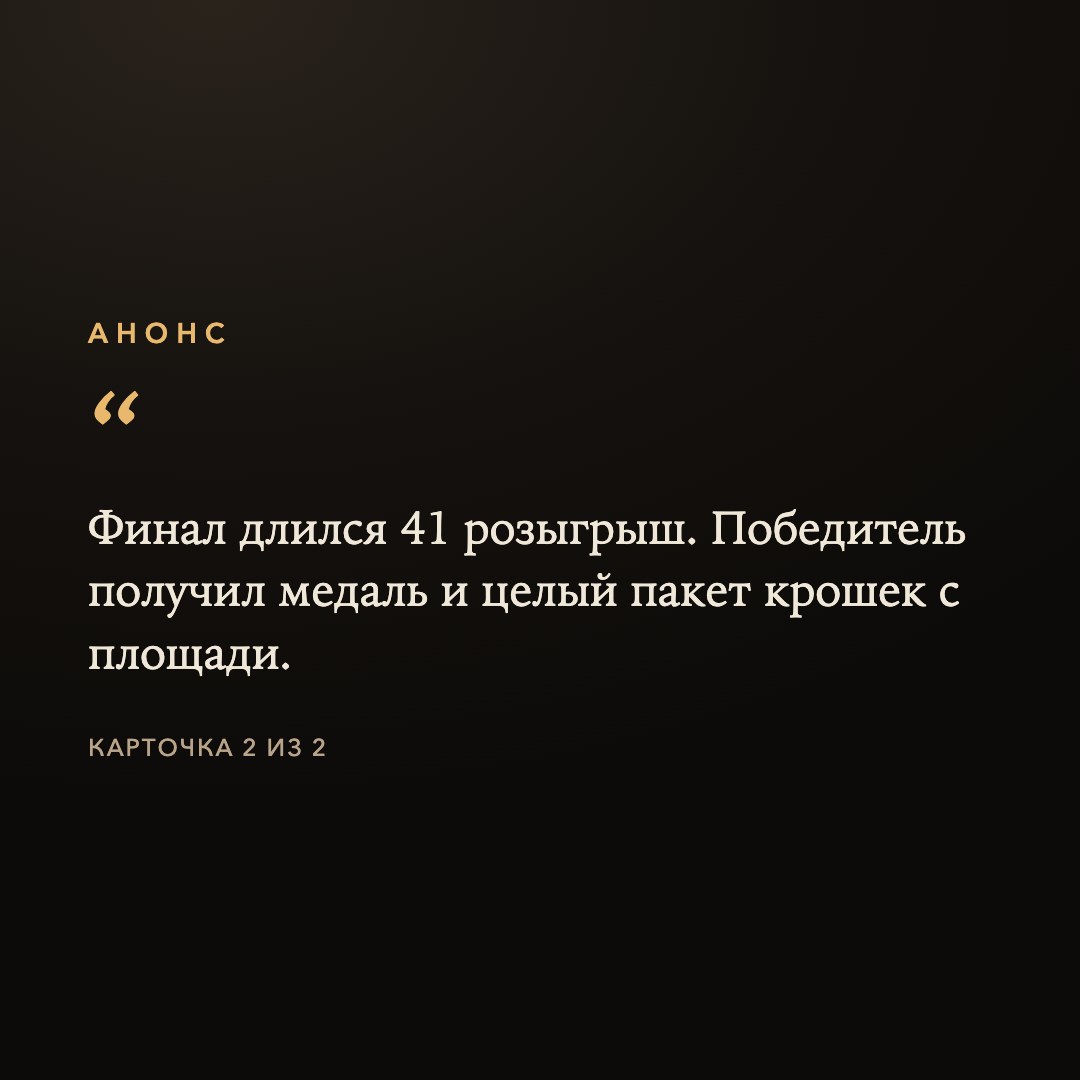 АНОНС
“
Финал длился 41 розыгрыш. Победитель
получил медаль и целый пакет крошек с
площади.
КАРТОЧКА 2 ИЗ 2